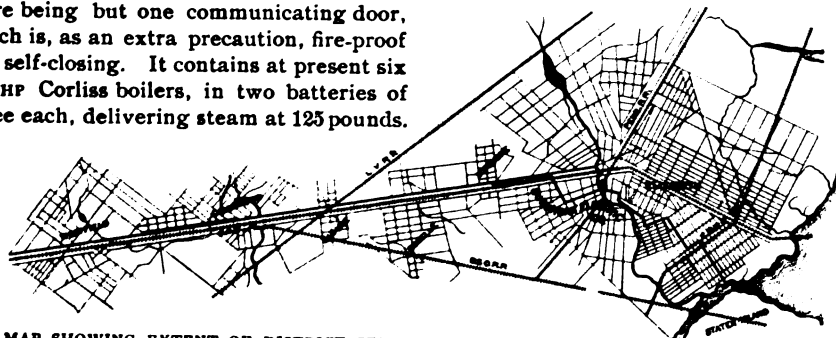 re being but one communicating door,
ch is, as an extra precaution, fire-proof
self-closing. It contains at present six
HP Corliss boilers, in two batteries of
ee each, delivering steam at 125 pounds.
L. V. R. R.
B & O. R. R.
STATEN ISLAND
MAP SHOWING EXTENT OF DISTRICT